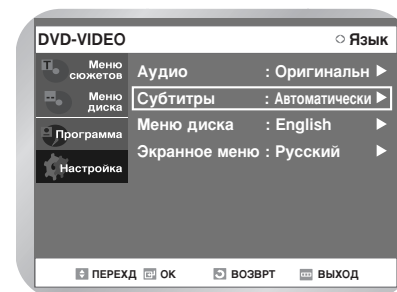 DVD-VIDEO Язык
Меню сюжетов
Меню диска
Программа
Настройка
Аудио : Оригинальн
Субтитры : Автоматически
Меню диска : English
Экранное меню : Русский
ПЕРЕХД ОК ВОЗВРТ ВЫХОД